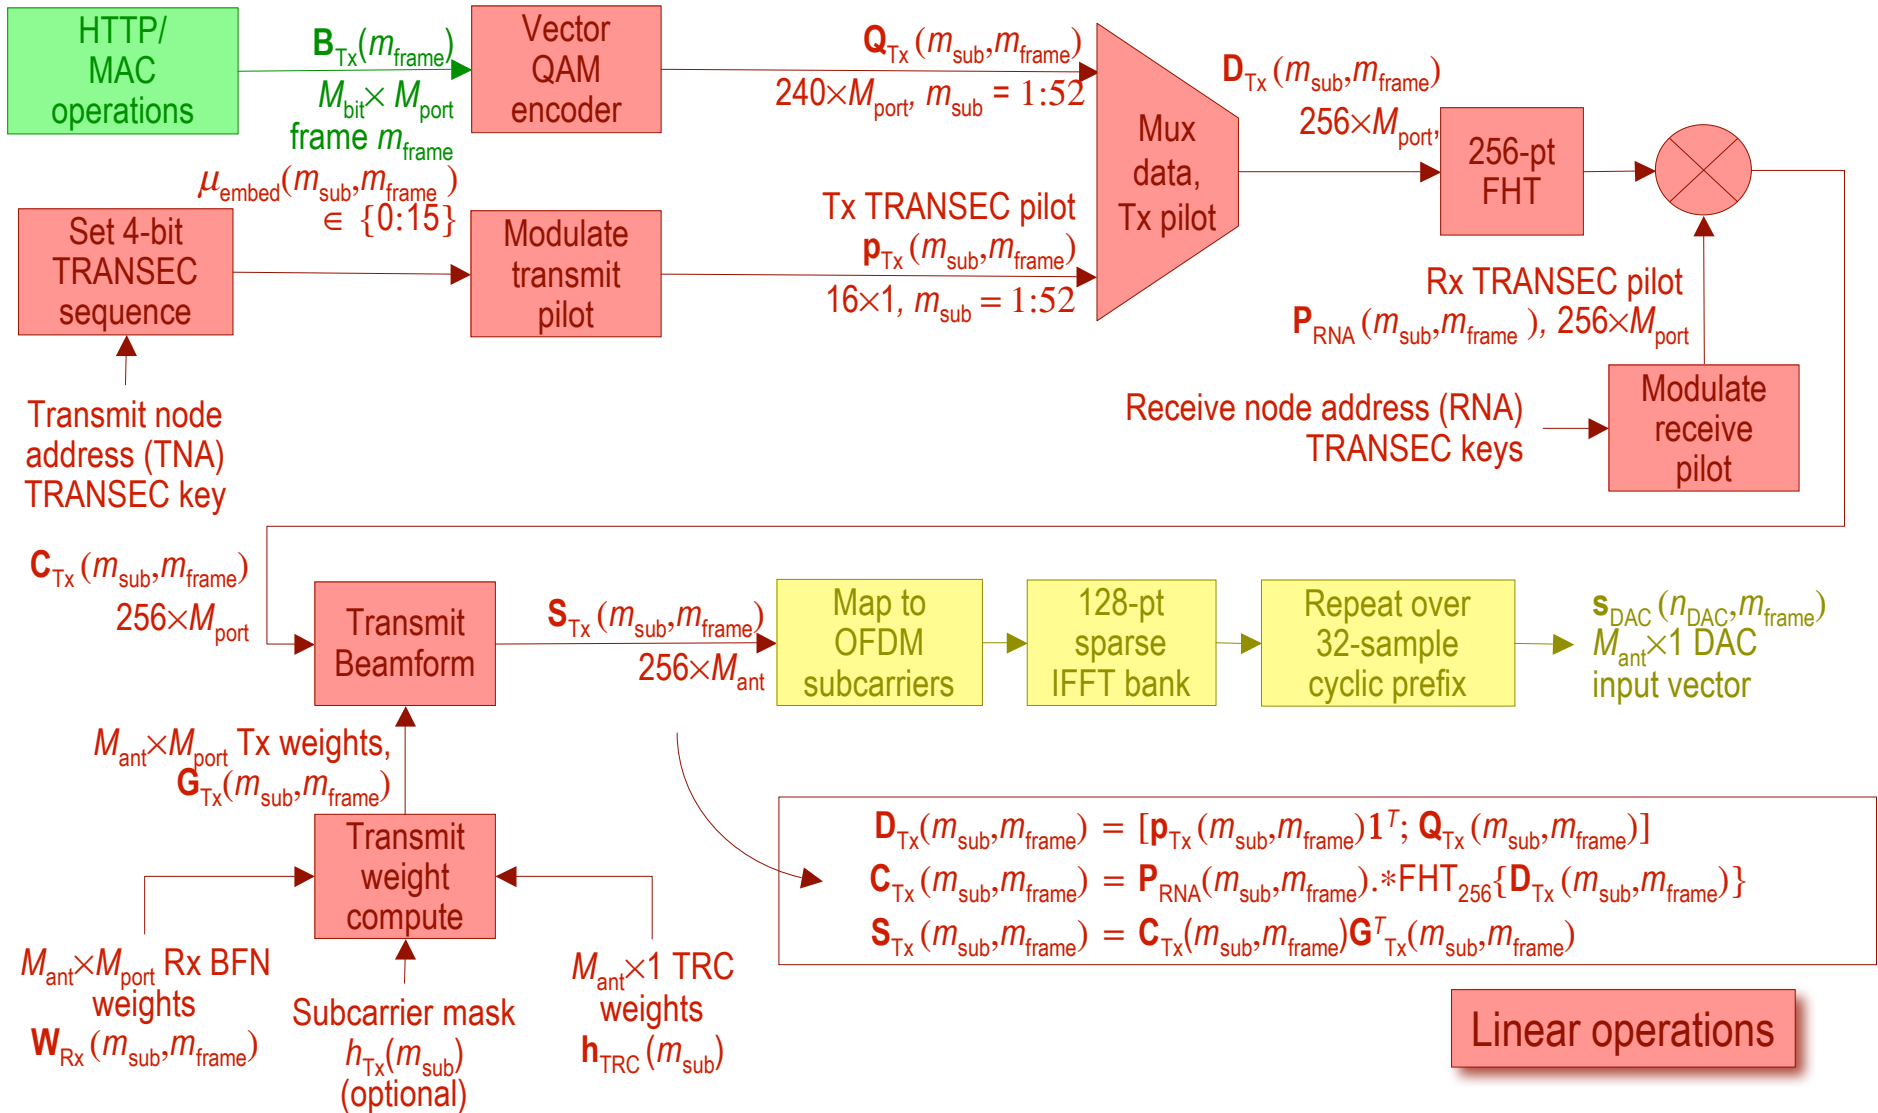 HTTP/
MAC
operations
B_Tx(m_frame)
M_bit × M_port
frame m_frame
Vector
QAM
encoder
Q_Tx(m_sub,m_frame)
240×M_port, m_sub = 1:52
Mux
data,
Tx pilot
D_Tx(m_sub,m_frame)
256×M_port,
256-pt
FHT
μ_embed(m_sub,m_frame)
∈ {0:15}
Set 4-bit
TRANSEC
sequence
Modulate
transmit
pilot
Tx TRANSEC pilot
p_Tx(m_sub,m_frame)
16×1, m_sub = 1:52
Rx TRANSEC pilot
P_RNA(m_sub,m_frame), 256×M_port
Transmit node
address (TNA)
TRANSEC key
Receive node address (RNA)
TRANSEC keys
Modulate
receive
pilot
C_Tx(m_sub,m_frame)
256×M_port
Transmit
Beamform
S_Tx(m_sub,m_frame)
256×M_ant
Map to
OFDM
subcarriers
128-pt
sparse
IFFT bank
Repeat over
32-sample
cyclic prefix
s_DAC(n_DAC,m_frame)
M_ant×1 DAC
input vector
M_ant×M_port Tx weights,
G_Tx(m_sub,m_frame)
Transmit
weight
compute
D_Tx(m_sub,m_frame) = [p_Tx(m_sub,m_frame)1^T; Q_Tx(m_sub,m_frame)]
C_Tx(m_sub,m_frame) = P_RNA(m_sub,m_frame).*FHT_256{D_Tx(m_sub,m_frame)}
S_Tx(m_sub,m_frame) = C_Tx(m_sub,m_frame)G^T_Tx(m_sub,m_frame)
M_ant×M_port Rx BFN
weights
W_Rx(m_sub,m_frame)
Subcarrier mask
h_Tx(m_sub)
(optional)
M_ant×1 TRC
weights
h_TRC(m_sub)
Linear operations